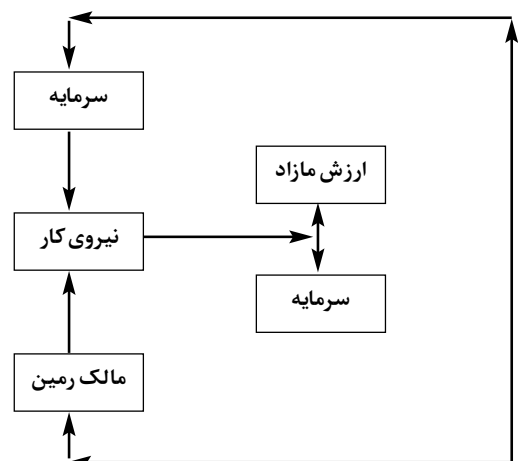 سرمایه
ارزش مازاد
نیروی کار
سرمایه
مالک رمین